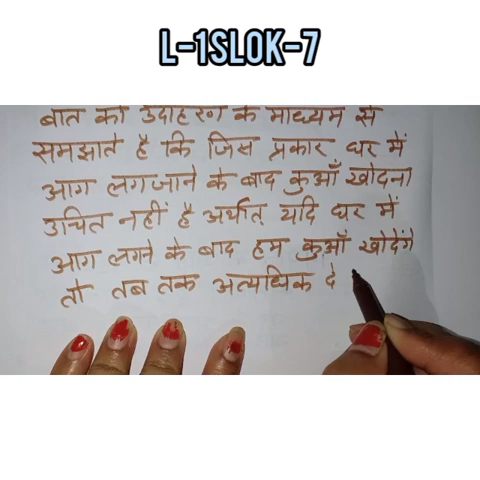 L-1SLOK-7
बात को उदाहरण के माध्यम से
समझाते है कि जिस प्रकार घर में
आग लग जाने के बाद कुआँ खोदना
उचित नहीं है अर्थात् यदि घर में
आग लगने के बाद हम कुआँ खोदेंगे
तो तब तक अत्यधिक दे